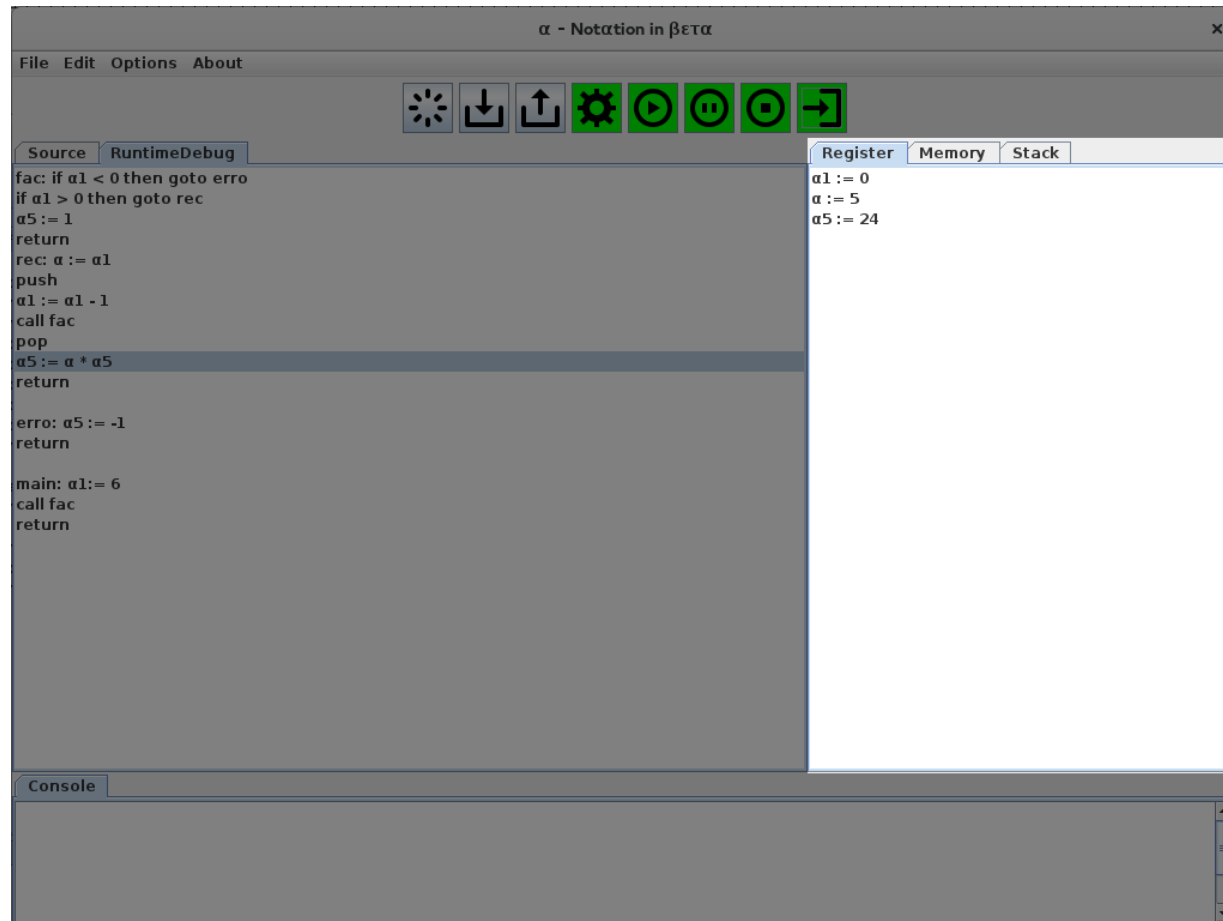 α - Notαtion in βετα
File Edit Options About
Source RuntimeDebug
fac: if α1 < 0 then goto erro
if α1 > 0 then goto rec
α5 := 1
return
rec: α := α1
push
α1 := α1 - 1
call fac
pop
α5 := α * α5
return
erro: α5 := -1
return
main: α1:= 6
call fac
return
Register Memory Stack
α1 := 0
α := 5
α5 := 24
Console